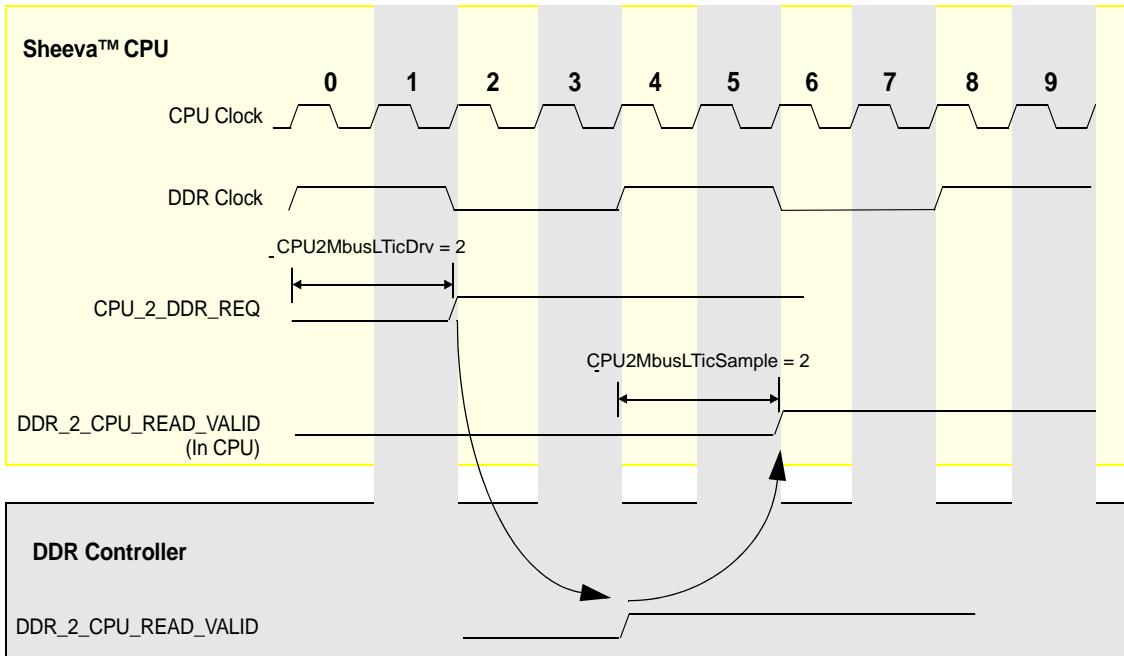 Sheeva™ CPU
0 1 2 3 4 5 6 7 8 9
CPU Clock
DDR Clock
_CPU2MbusLTicDrv = 2
CPU_2_DDR_REQ
CPU2MbusLTicSample = 2
DDR_2_CPU_READ_VALID
(In CPU)
DDR Controller
DDR_2_CPU_READ_VALID